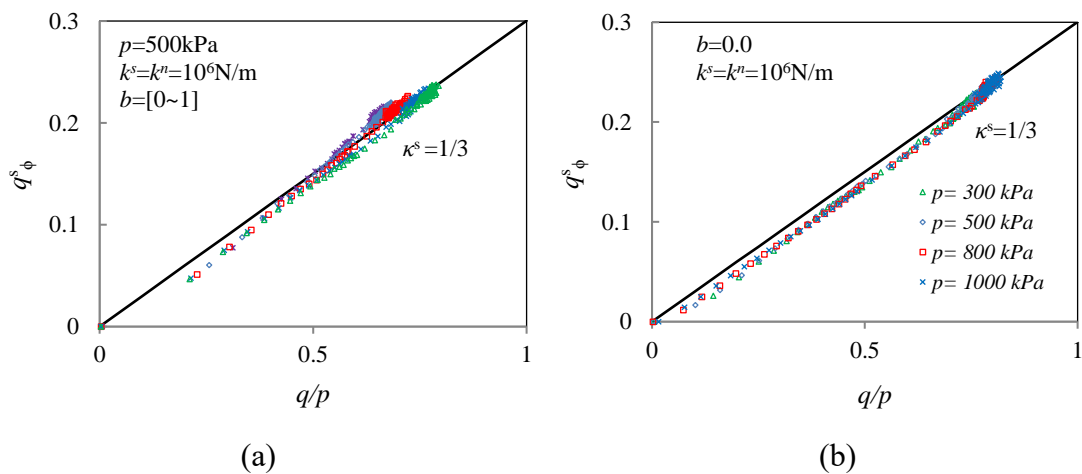 0.3
p=500kPa
kˢ=kⁿ=10⁶N/m
b=[0~1]
0.2
κˢ=1/3
qˢϕ
0.1
0
0
0.5
1
q/p
(a)
0.3
b=0.0
kˢ=kⁿ=10⁶N/m
0.2
κˢ=1/3
qˢϕ
p= 300 kPa
p= 500 kPa
0.1
p= 800 kPa
p= 1000 kPa
0
0
0.5
1
q/p
(b)